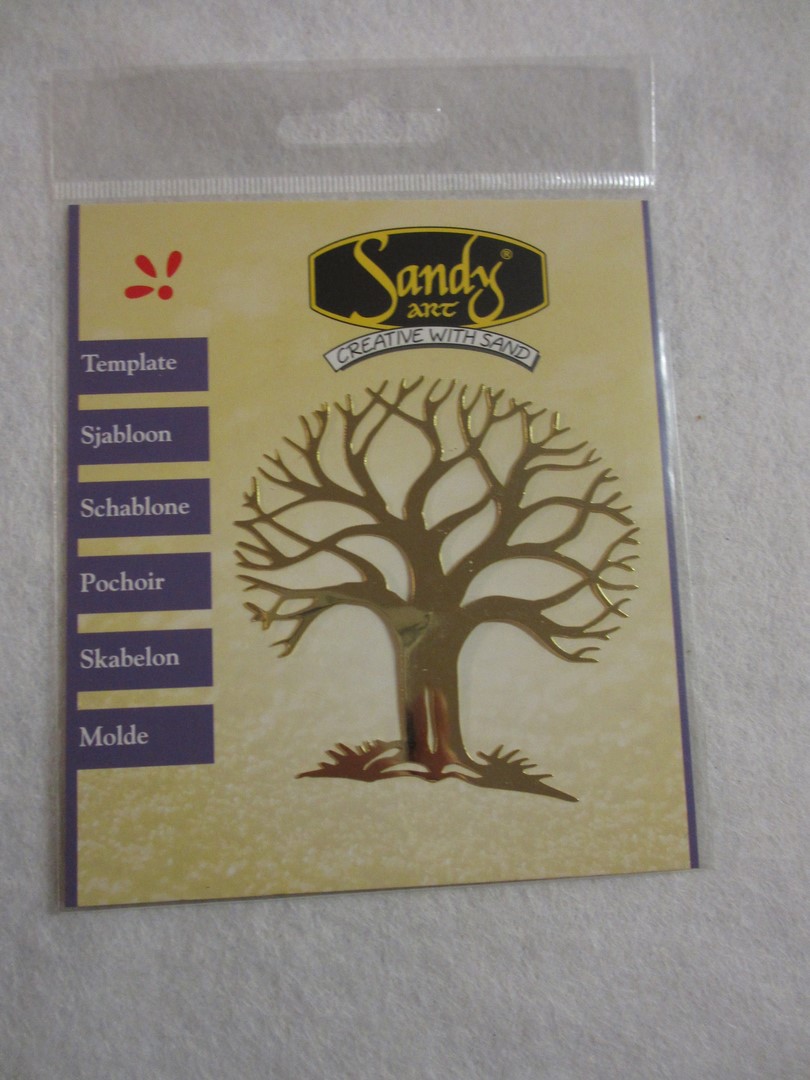 Sandy®
ART
CREATIVE WITH SAND
Template
Sjabloon
Schablone
Pochoir
Skabelon
Molde